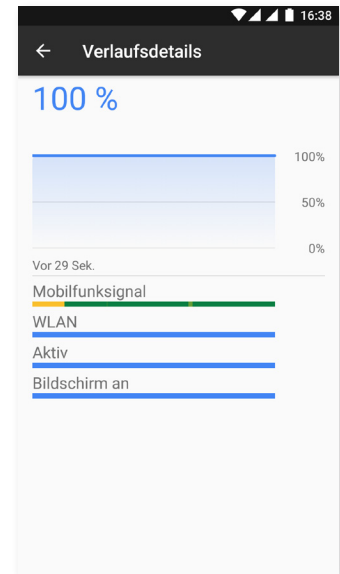 16:38
Verlaufsdetails
100 %
100%
50%
0%
Vor 29 Sek.
Mobilfunksignal
WLAN
Aktiv
Bildschirm an